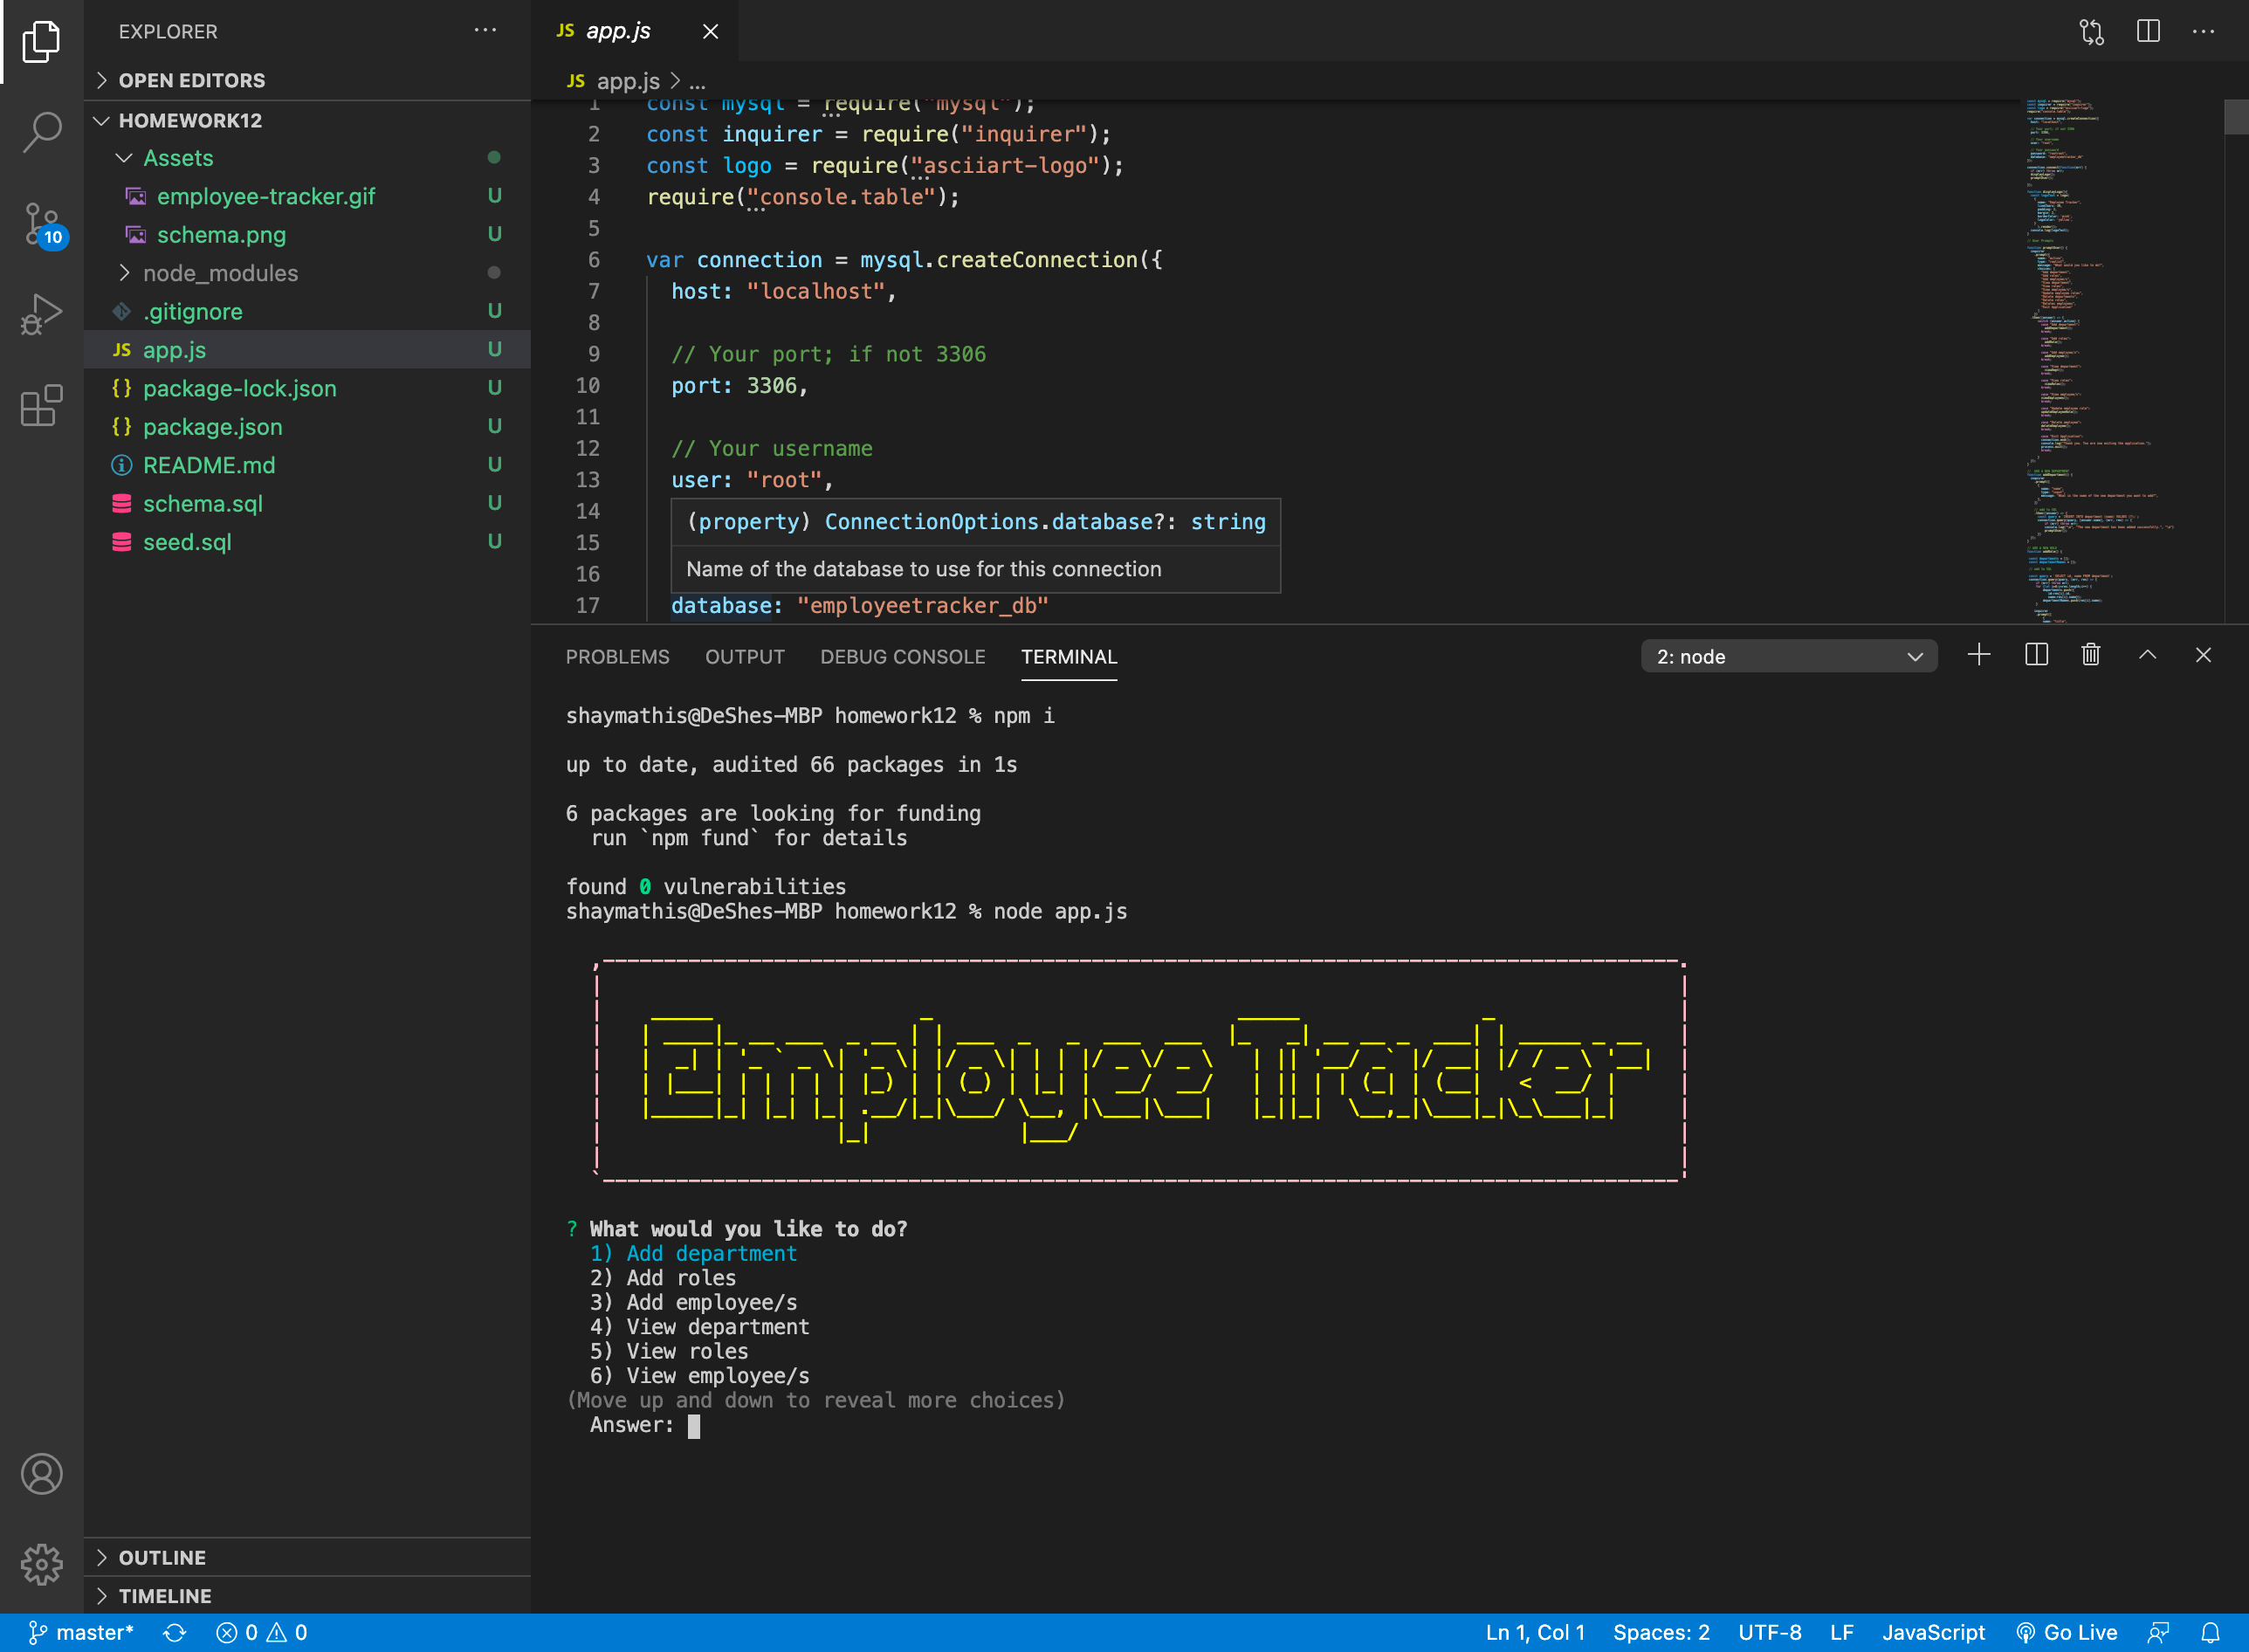 EXPLORER
OPEN EDITORS
HOMEWORK12
Assets
employee-tracker.gif U
schema.png U
node_modules
.gitignore U
JS app.js U
{} package-lock.json U
{} package.json U
README.md U
schema.sql U
seed.sql U
10
OUTLINE
TIMELINE
JS app.js
JS app.js > ...
1 const mysql = require("mysql");
2 const inquirer = require("inquirer");
3 const logo = require("asciiart-logo");
4 require("console.table");
5
6 var connection = mysql.createConnection({
7 host: "localhost",
8
9 // Your port; if not 3306
10 port: 3306,
11
12 // Your username
13 user: "root",
14
15
16
(property) ConnectionOptions.database?: string
Name of the database to use for this connection
17 database: "employeetracker_db"
PROBLEMS OUTPUT DEBUG CONSOLE TERMINAL 2: node
shaymathis@DeShes-MBP homework12 % npm i
up to date, audited 66 packages in 1s
6 packages are looking for funding
run `npm fund` for details
found 0 vulnerabilities
shaymathis@DeShes-MBP homework12 % node app.js
Employee Tracker
? What would you like to do?
1) Add department
2) Add roles
3) Add employee/s
4) View department
5) View roles
6) View employee/s
(Move up and down to reveal more choices)
Answer:
master* 0 0 Ln 1, Col 1 Spaces: 2 UTF-8 LF JavaScript Go Live